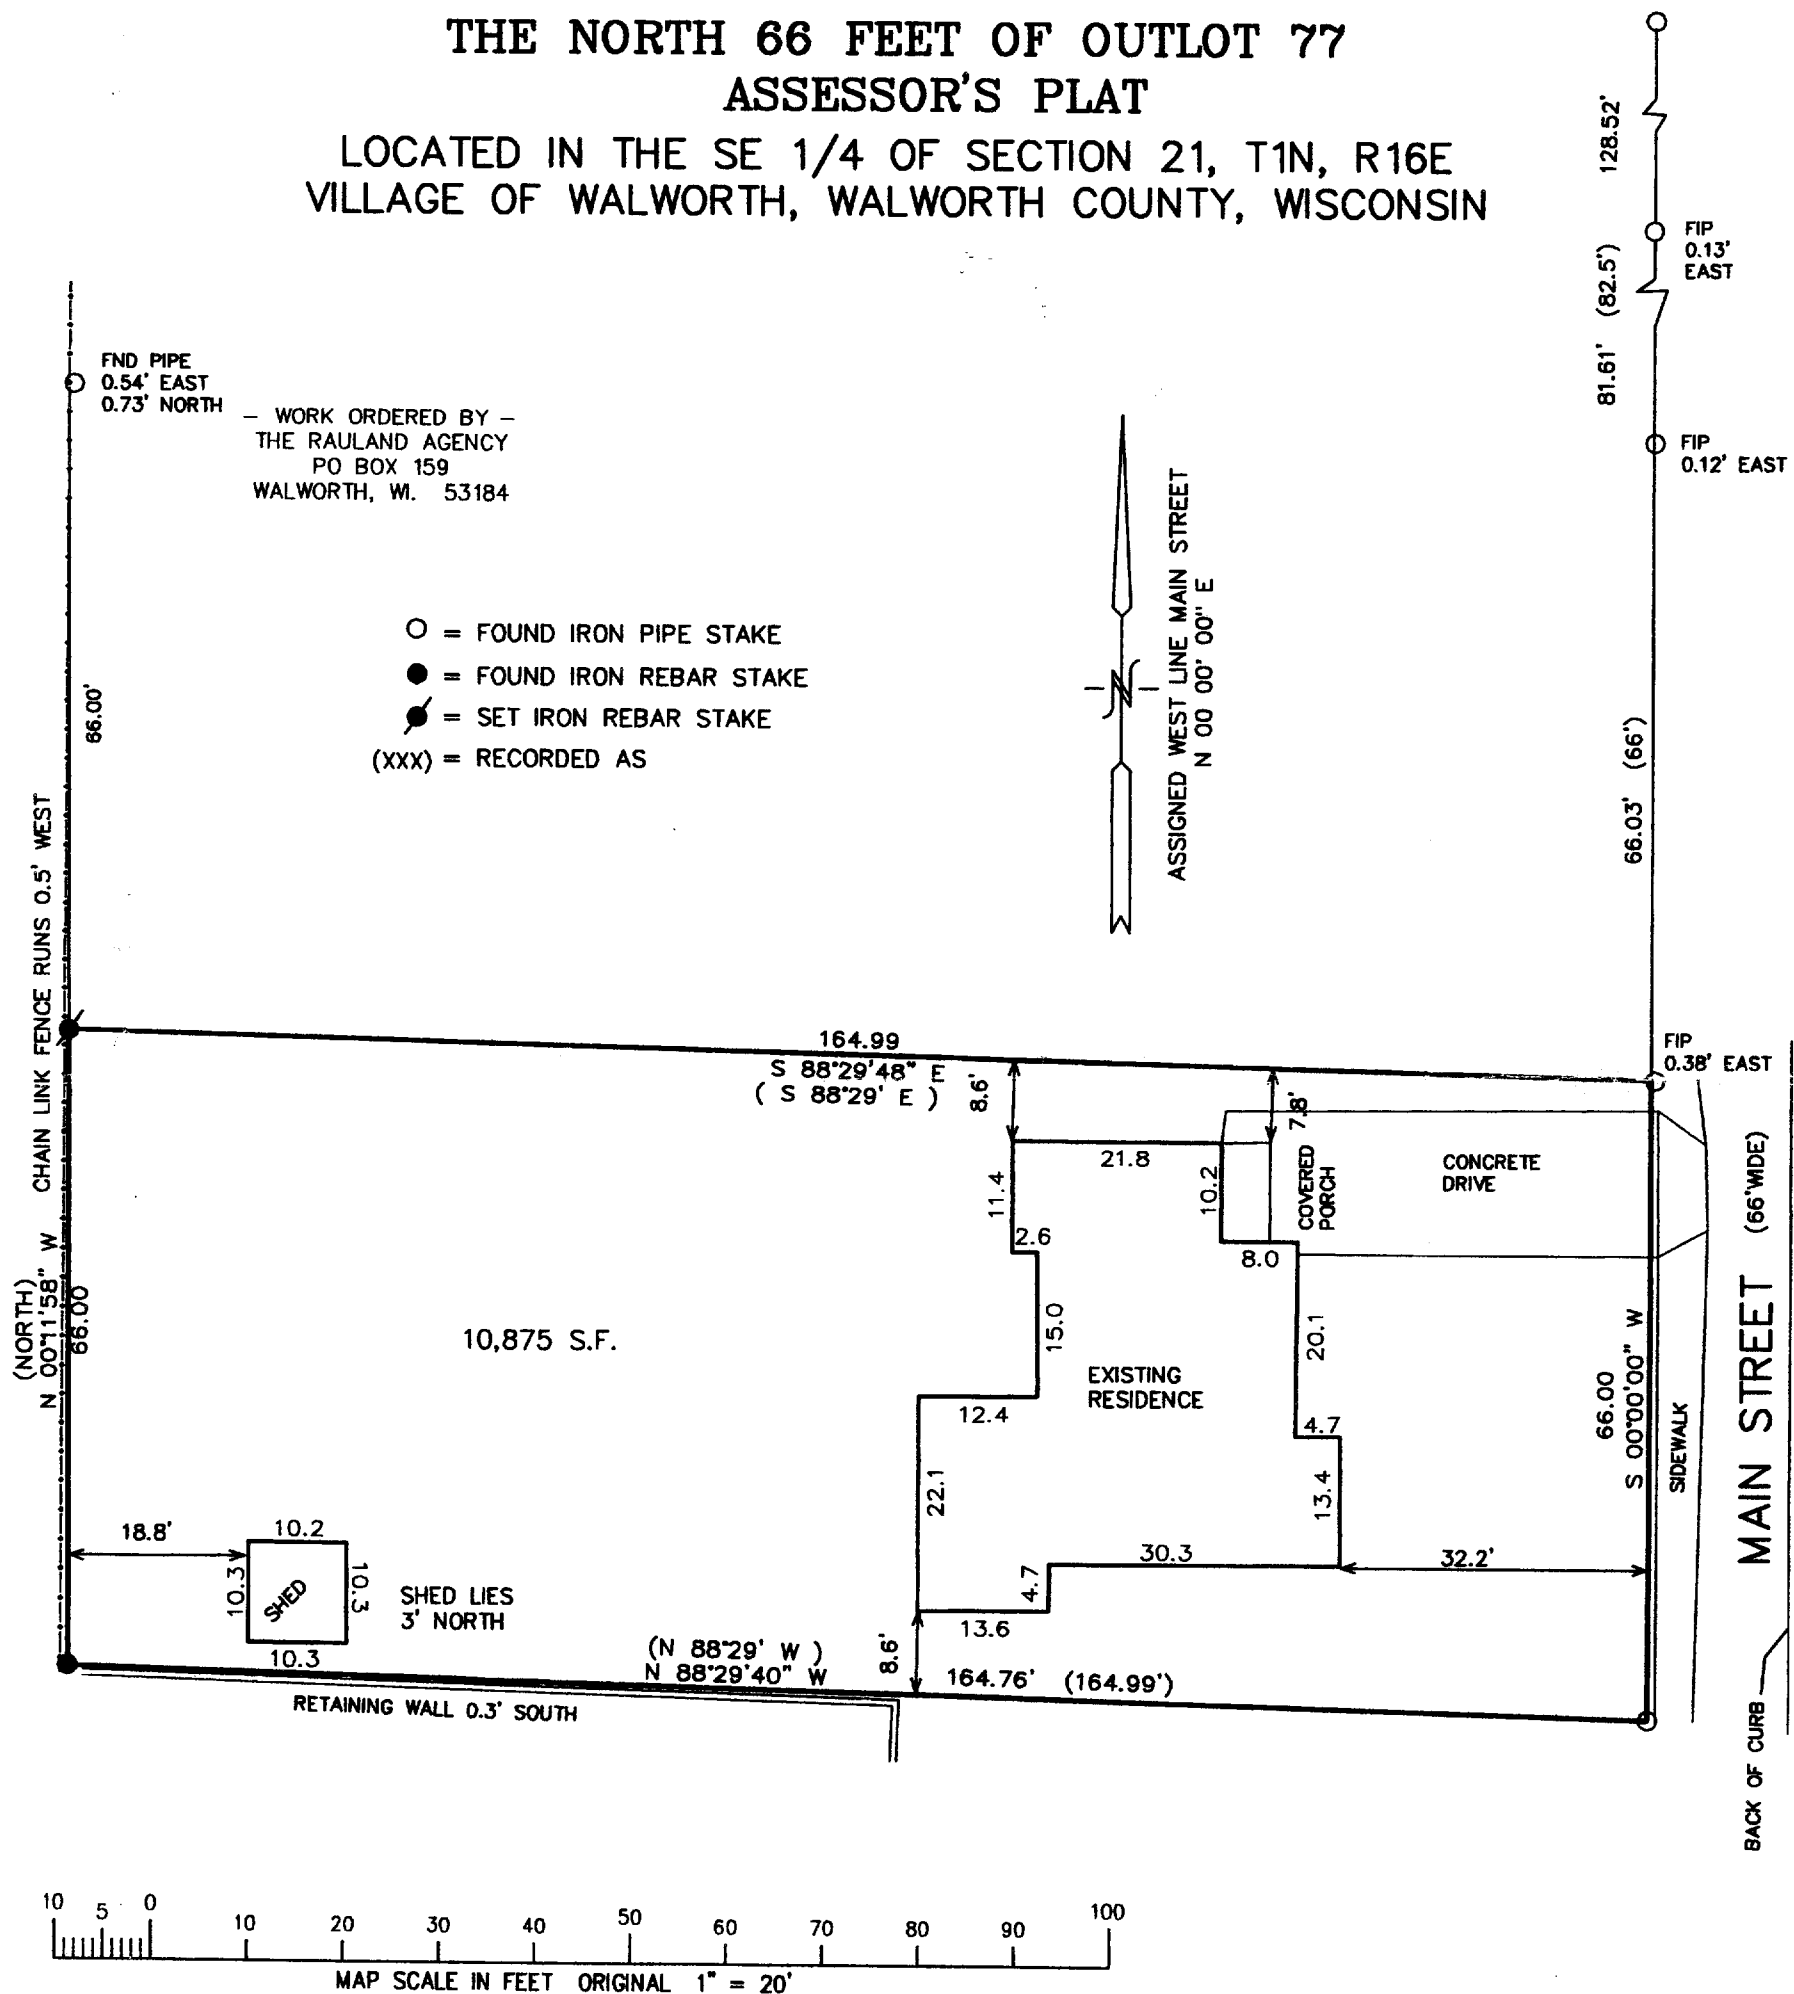 THE NORTH 66 FEET OF OUTLOT 77
ASSESSOR'S PLAT
LOCATED IN THE SE 1/4 OF SECTION 21, T1N, R16E
VILLAGE OF WALWORTH, WALWORTH COUNTY, WISCONSIN
128.52'
FIP
0.13'
EAST
81.61' (82.5')
FIP
0.12' EAST
FND PIPE
0.54' EAST
0.73' NORTH
– WORK ORDERED BY –
THE RAULAND AGENCY
PO BOX 159
WALWORTH, WI. 53184
ASSIGNED WEST LINE MAIN STREET
N 00 00' 00" E
N
○ = FOUND IRON PIPE STAKE
● = FOUND IRON REBAR STAKE
= SET IRON REBAR STAKE
(XXX) = RECORDED AS
66.00'
66.03' (66')
CHAIN LINK FENCE RUNS 0.5' WEST
164.99
S 88°29'48" E
( S 88°29' E )
FIP
0.38' EAST
8.6'
7.8'
21.8
11.4
10.2
COVERED
PORCH
CONCRETE
DRIVE
2.6
8.0
(NORTH)
N 00°11'58" W
66.00
10,875 S.F.
15.0
20.1
EXISTING
RESIDENCE
12.4
4.7
22.1
13.4
66.00
S 00°00'00" W
SIDEWALK
MAIN STREET (66'WIDE)
18.8'
10.2
10.3
SHED
10.3
10.3
SHED LIES
3' NORTH
30.3
32.2'
4.7
13.6
8.6'
(N 88°29' W )
N 88°29'40" W
164.76' (164.99')
RETAINING WALL 0.3' SOUTH
BACK OF CURB
10 5 0 10 20 30 40 50 60 70 80 90 100
MAP SCALE IN FEET ORIGINAL 1" = 20'